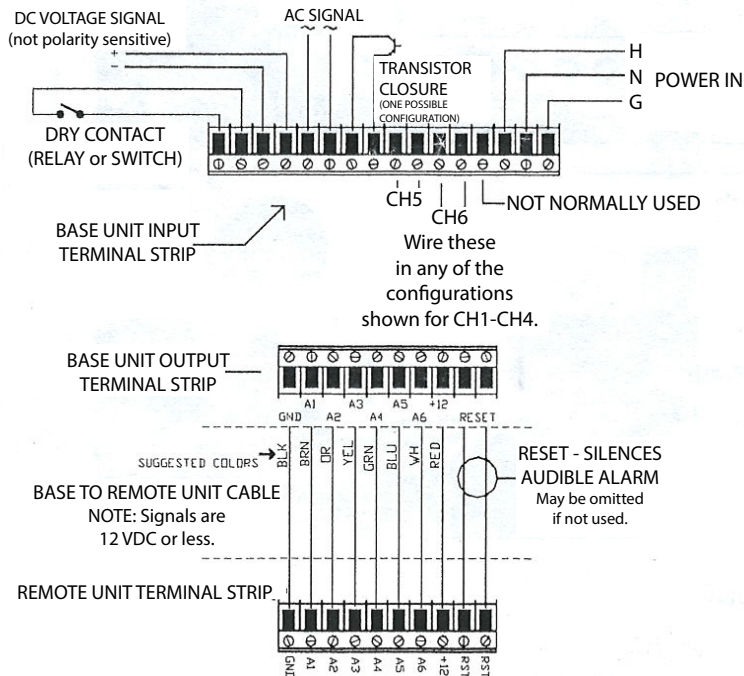 DC VOLTAGE SIGNAL
(not polarity sensitive)
+
−
AC SIGNAL
~ ~
TRANSISTOR
CLOSURE
(ONE POSSIBLE
CONFIGURATION)
H
N
G
POWER IN
DRY CONTACT
(RELAY or SWITCH)
CH5
CH6
NOT NORMALLY USED
BASE UNIT INPUT
TERMINAL STRIP
Wire these
in any of the
configurations
shown for CH1-CH4.
BASE UNIT OUTPUT
TERMINAL STRIP
A1 A3 A5 +12
GND A2 A4 A6 RESET
SUGGESTED COLORS
BLK BRN OR YEL GRN BLU WH RED
RESET - SILENCES
AUDIBLE ALARM
May be omitted
if not used.
BASE TO REMOTE UNIT CABLE
NOTE: Signals are
12 VDC or less.
REMOTE UNIT TERMINAL STRIP
GND A1 A2 A3 A4 A5 A6 +12 RST RST